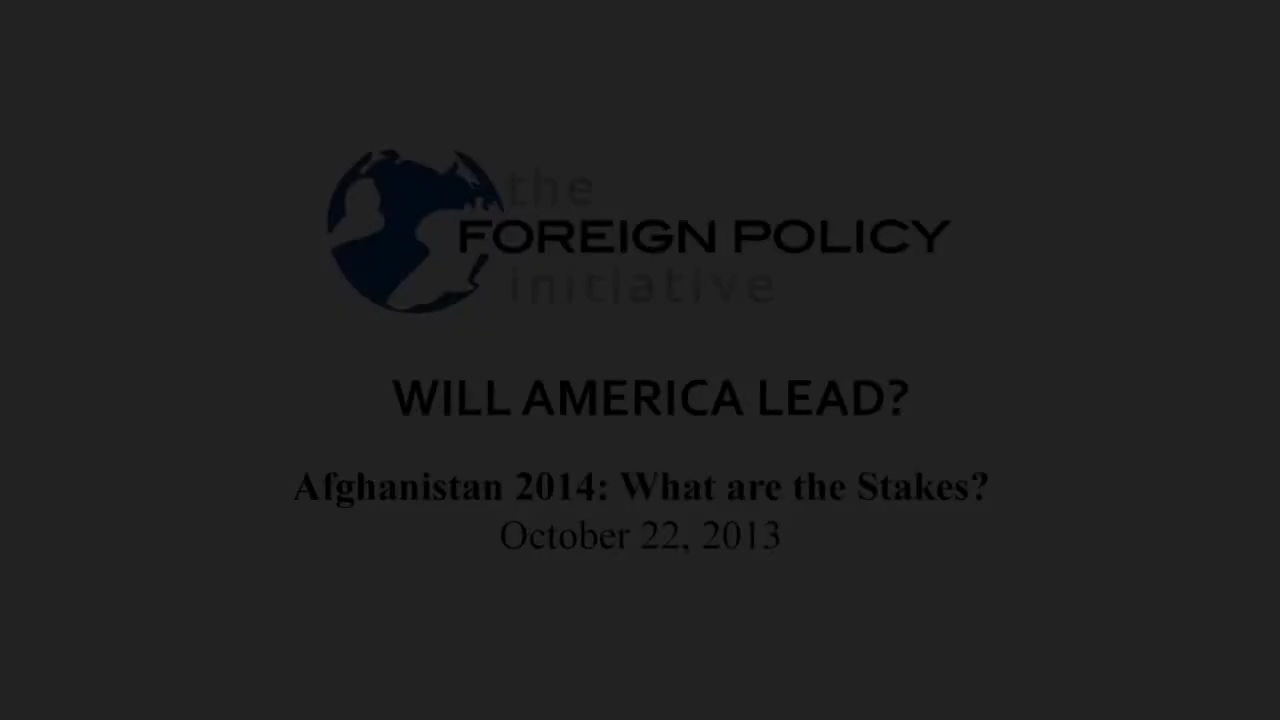 the
FOREIGN POLICY
initiative
WILL AMERICA LEAD?
Afghanistan 2014: What are the Stakes?
October 22, 2013